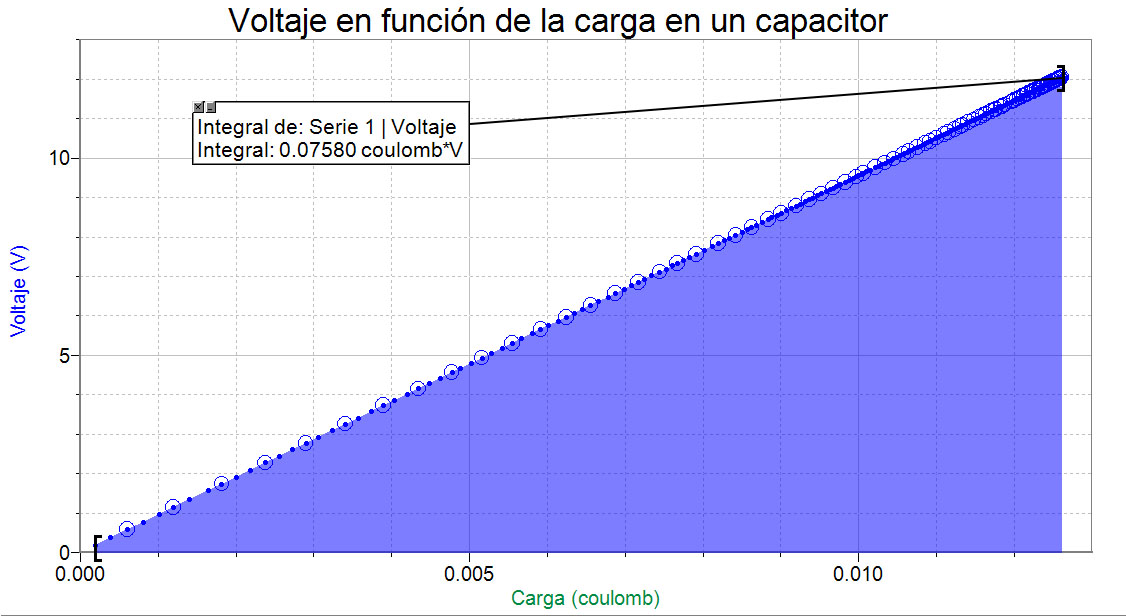 Voltaje en función de la carga en un capacitor
Integral de: Serie 1 | Voltaje
Integral: 0.07580 coulomb*V
10
Voltaje (V)
5
0
0.000
0.005
0.010
Carga (coulomb)